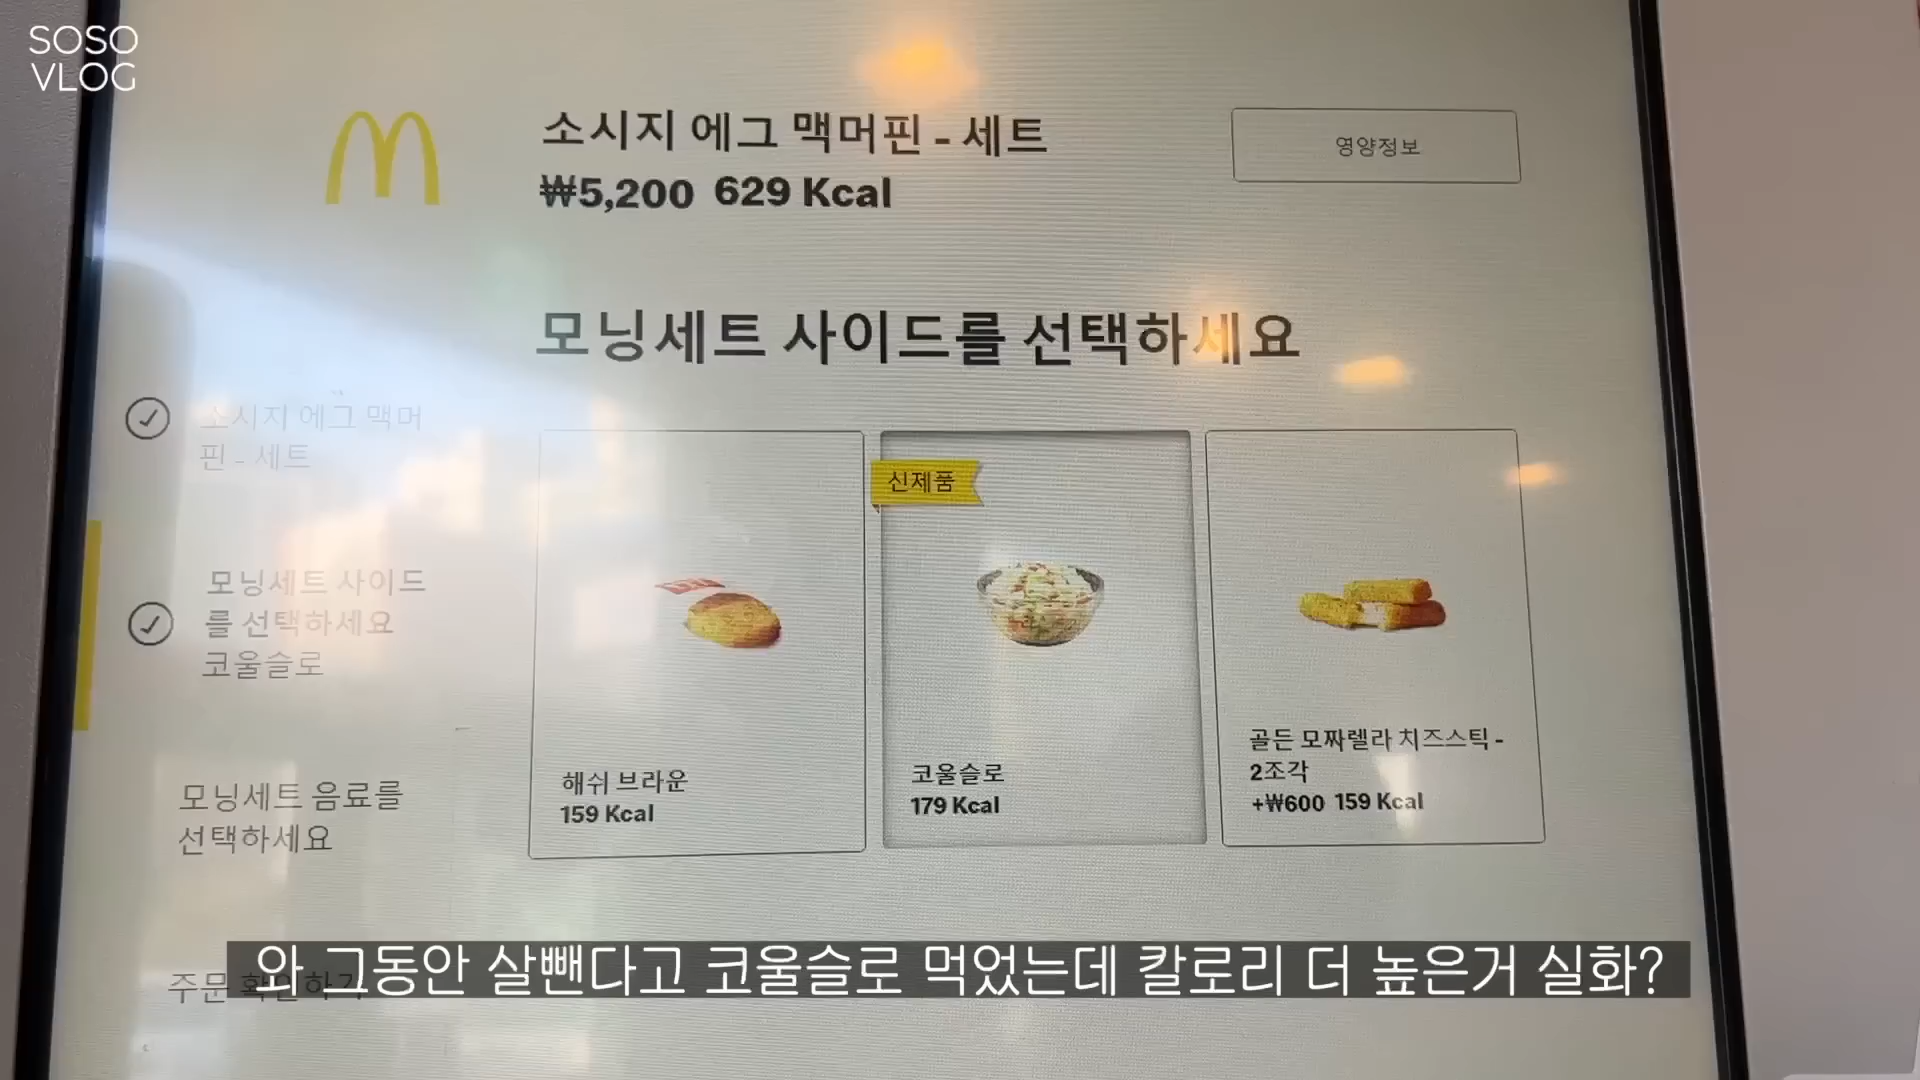 SOSO
VLOG
소시지 에그 맥머핀 - 세트
₩5,200 629 Kcal
영양정보
모닝세트 사이드를 선택하세요
소시지 에그 맥머
핀 - 세트
모닝세트 사이드
를 선택하세요
코울슬로
모닝세트 음료를
선택하세요
주문 확인하기
해쉬 브라운
159 Kcal
신제품
코울슬로
179 Kcal
골든 모짜렐라 치즈스틱 -
2조각
+₩600 159 Kcal
와 그동안 살뺀다고 코울슬로 먹었는데 칼로리 더 높은거 실화?